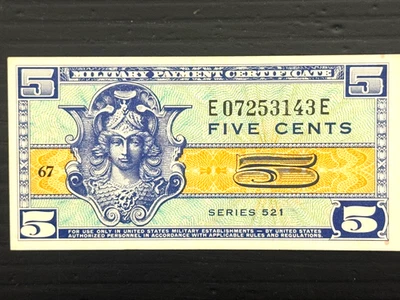 5 MILITARY PAYMENT CERTIFICATE 5
E07253143E
FIVE CENTS
67 5
SERIES 521
5 5
FOR USE ONLY IN UNITED STATES MILITARY ESTABLISHMENTS — BY UNITED STATES
AUTHORIZED PERSONNEL IN ACCORDANCE WITH APPLICABLE RULES AND REGULATIONS.